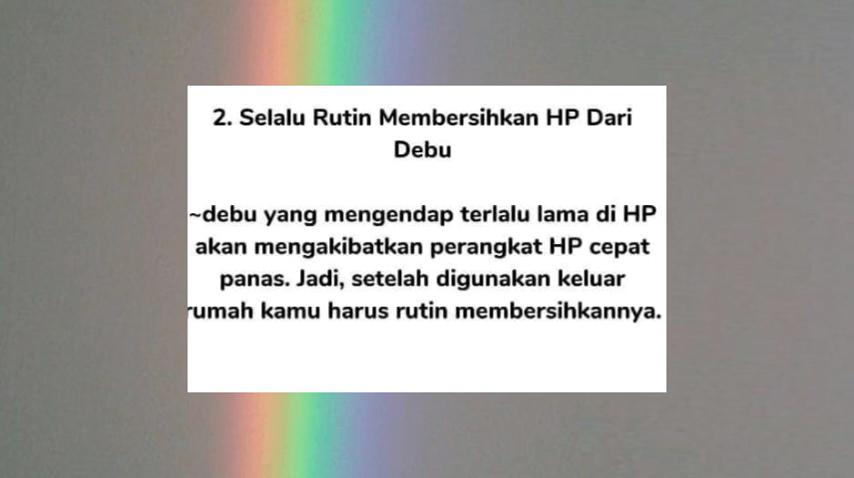 2. Selalu Rutin Membersihkan HP Dari
Debu
~debu yang mengendap terlalu lama di HP
akan mengakibatkan perangkat HP cepat
panas. Jadi, setelah digunakan keluar
rumah kamu harus rutin membersihkannya.